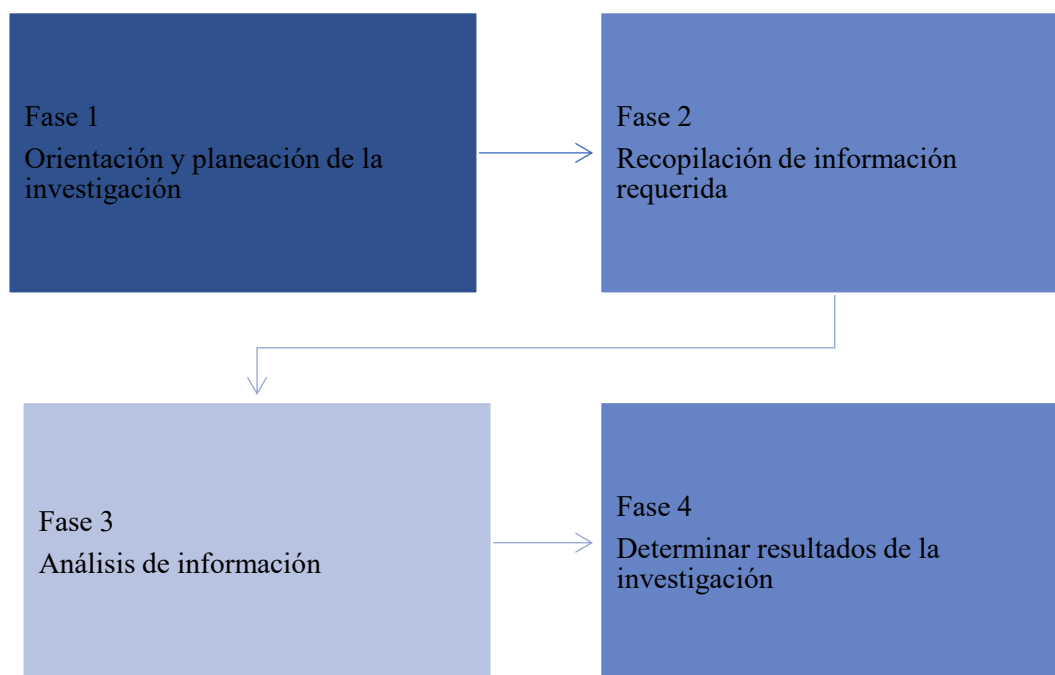 Fase 1
Orientación y planeación de la
investigación
Fase 2
Recopilación de información
requerida
Fase 3
Análisis de información
Fase 4
Determinar resultados de la
investigación